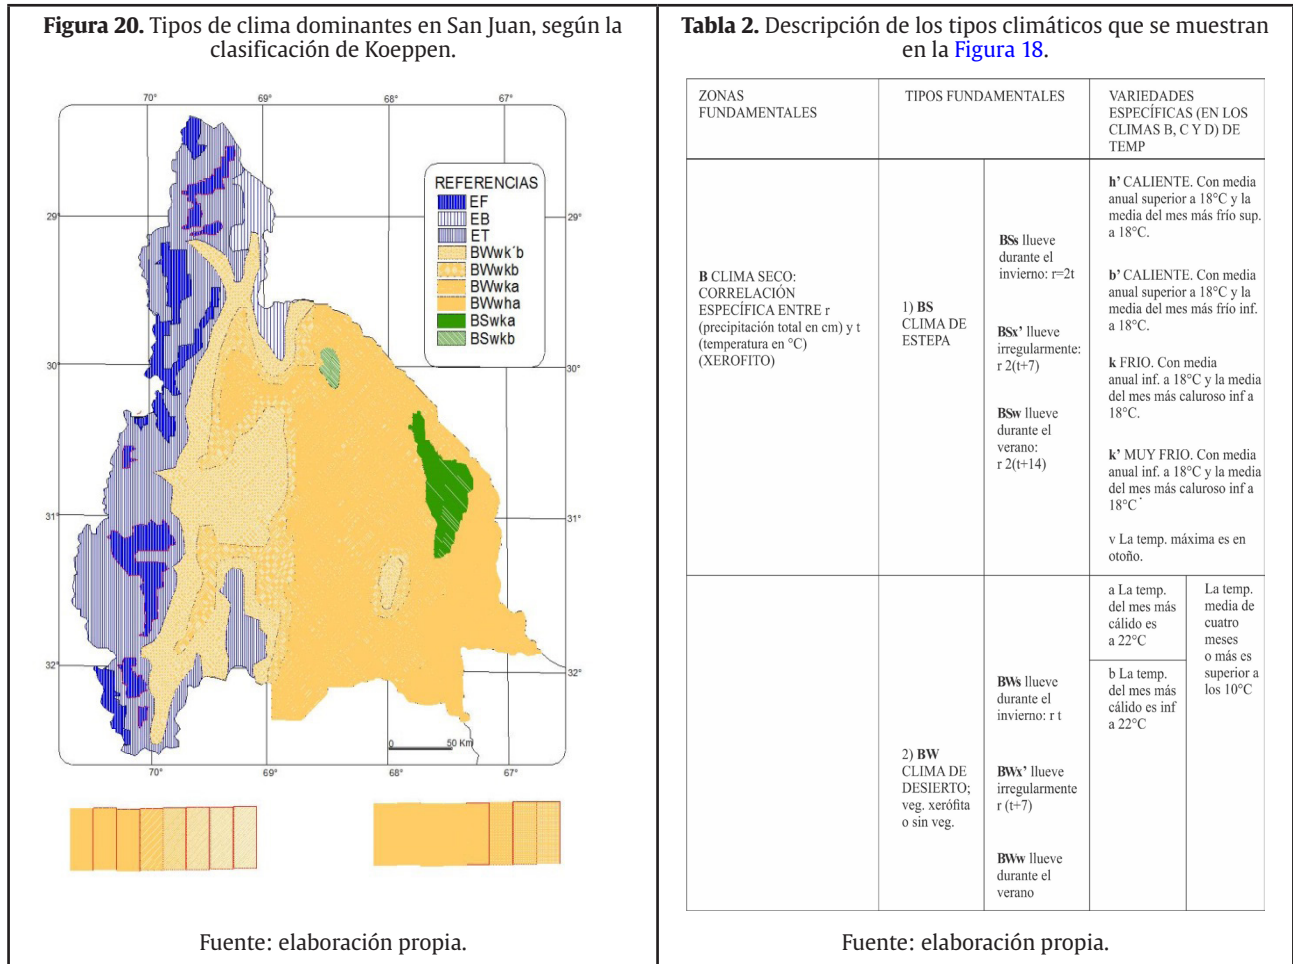 Figura 20. Tipos de clima dominantes en San Juan, según la
clasificación de Koeppen.
70°
69°
67°
29°
29°
30°
30°
31°
31°
32°
32°
REFERENCIAS
EF
EB
ET
BWwk´b
BWwkb
BWwka
BWwha
BSwka
BSwkb
0
50 Km
70°
69°
68°
67°
Fuente: elaboración propia.
Tabla 2. Descripción de los tipos climáticos que se muestran
en la Figura 18.
ZONAS
FUNDAMENTALES
TIPOS FUNDAMENTALES
VARIEDADES
ESPECÍFICAS (EN LOS
CLIMAS B, C Y D) DE
TEMP
B CLIMA SECO:
CORRELACIÓN
ESPECÍFICA ENTRE r
(precipitación total en cm) y t
(temperatura en °C)
(XEROFITO)
1) BS
CLIMA DE
ESTEPA
BSs llueve
durante el
invierno: r=2t
BSx’ llueve
irregularmente:
r 2(t+7)
BSw llueve
durante el
verano:
r 2(t+14)
h’ CALIENTE. Con media
anual superior a 18°C y la
media del mes más frío sup.
a 18°C.
b’ CALIENTE. Con media
anual superior a 18°C y la
media del mes más frío inf.
a 18°C.
k FRIO. Con media
anual inf. a 18°C y la media
del mes más caluroso inf a
18°C.
k’ MUY FRIO. Con media
anual inf. a 18°C y la media
del mes más caluroso inf a
18°C.
v La temp. máxima es en
otoño.
2) BW
CLIMA DE
DESIERTO;
veg. xerófita
o sin veg.
BWs llueve
durante el
invierno: r t
BWx’ llueve
irregularmente
r (t+7)
BWw llueve
durante el
verano
a La temp.
del mes más
cálido es
a 22°C
b La temp.
del mes más
cálido es inf
a 22°C
La temp.
media de
cuatro
meses
o más es
superior a
los 10°C
Fuente: elaboración propia.